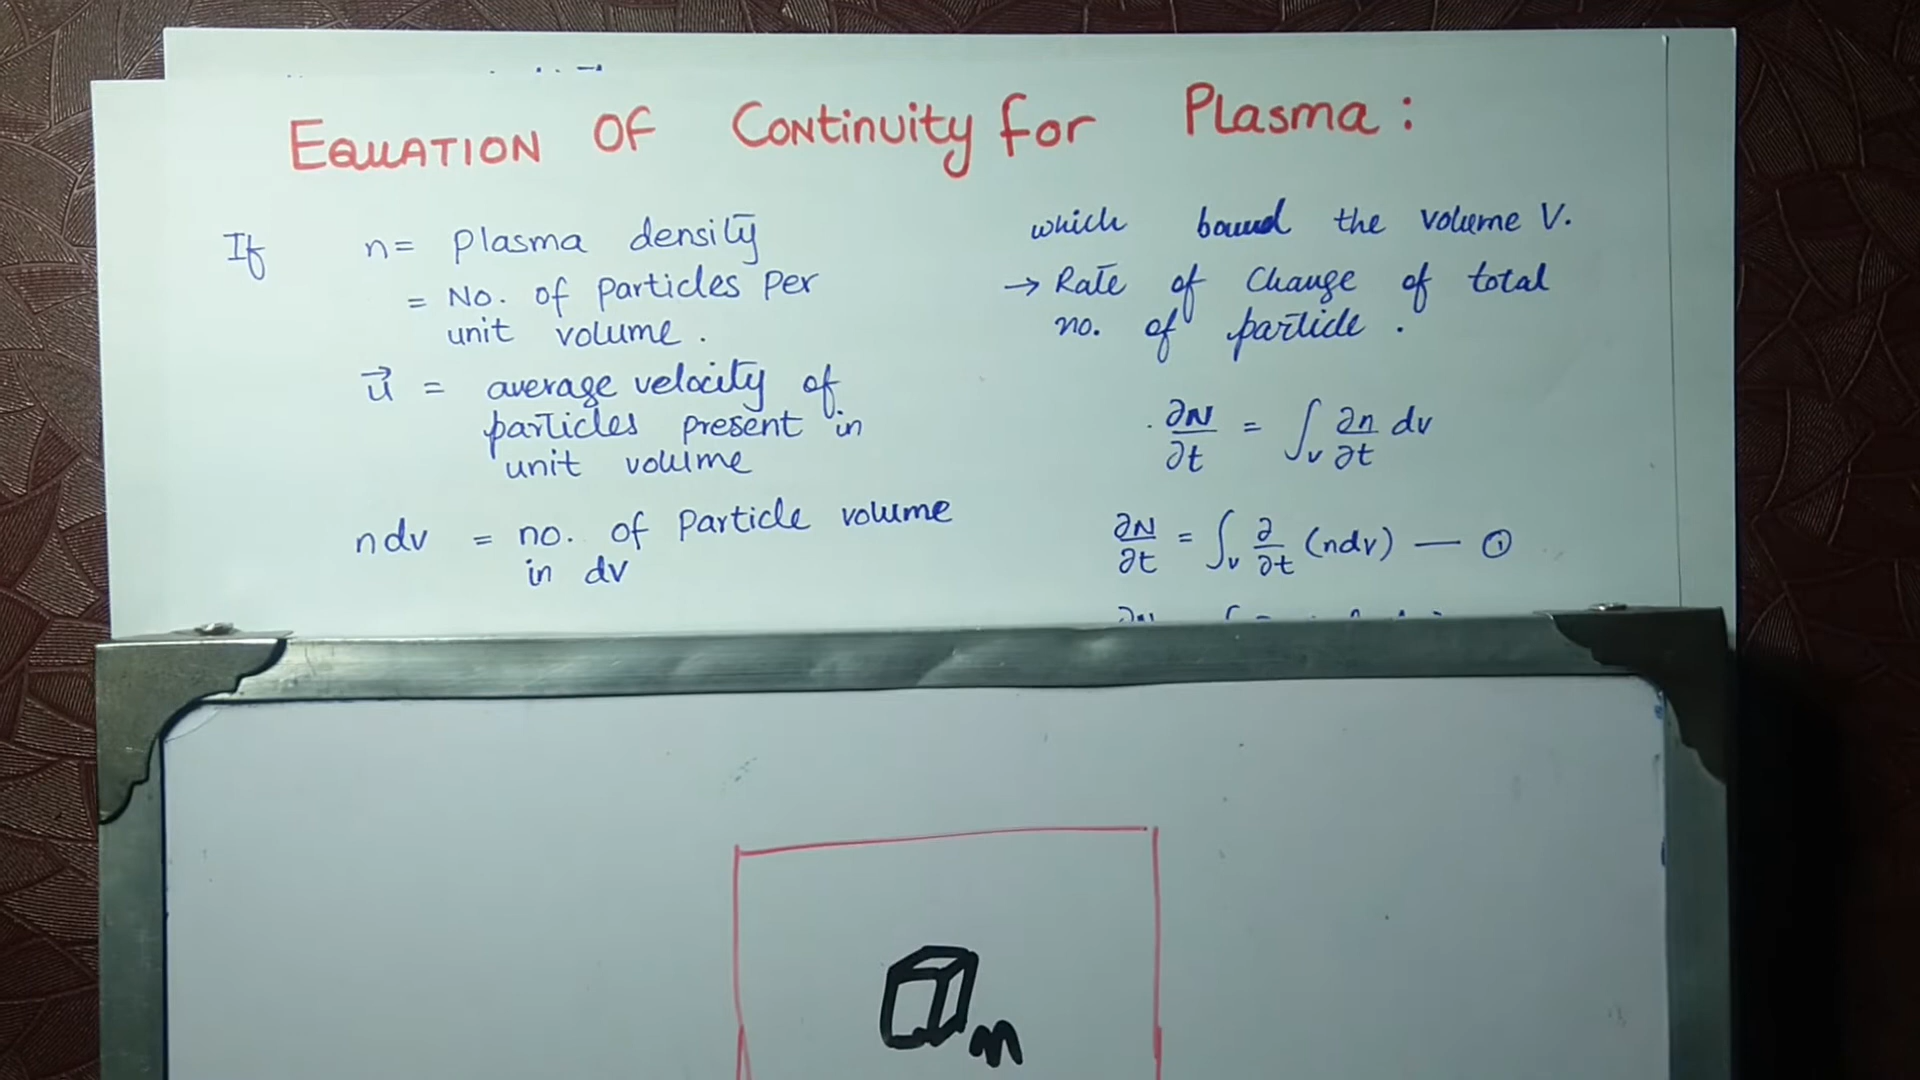 EQUATION OF Continuity for Plasma:
If n = plasma density
= No. of particles per
unit volume.
u⃗ = average velocity of
particles present in
unit volume
ndv = no. of particle volume
in dv
which bound the volume V.
→ Rate of Change of total
no. of particle.
∂N/∂t = ∫v ∂n/∂t dv
∂N/∂t = ∫v ∂/∂t (ndv) — ①
n